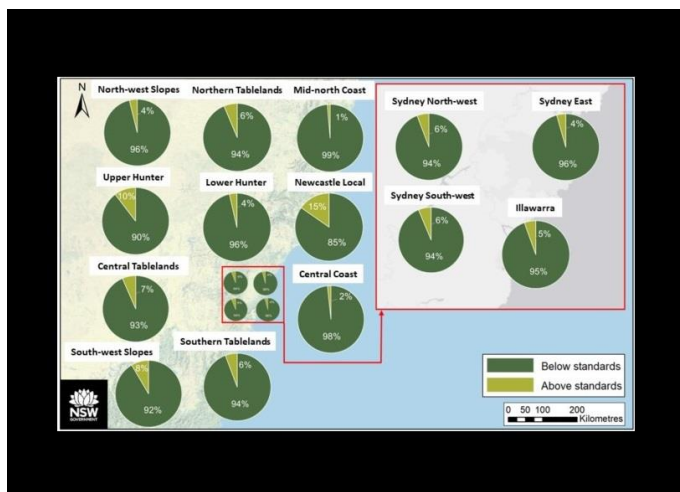 N
North-west Slopes
4%
96%
Northern Tablelands
6%
94%
Mid-north Coast
1%
99%
Sydney North-west
6%
94%
Sydney East
4%
96%
Upper Hunter
10%
90%
Lower Hunter
4%
96%
Newcastle Local
15%
85%
Sydney South-west
6%
94%
Illawarra
5%
95%
Central Tablelands
7%
93%
Central Coast
2%
98%
South-west Slopes
8%
92%
Southern Tablelands
6%
94%
Below standards
Above standards
0 50 100 200
Kilometres
NSW
GOVERNMENT